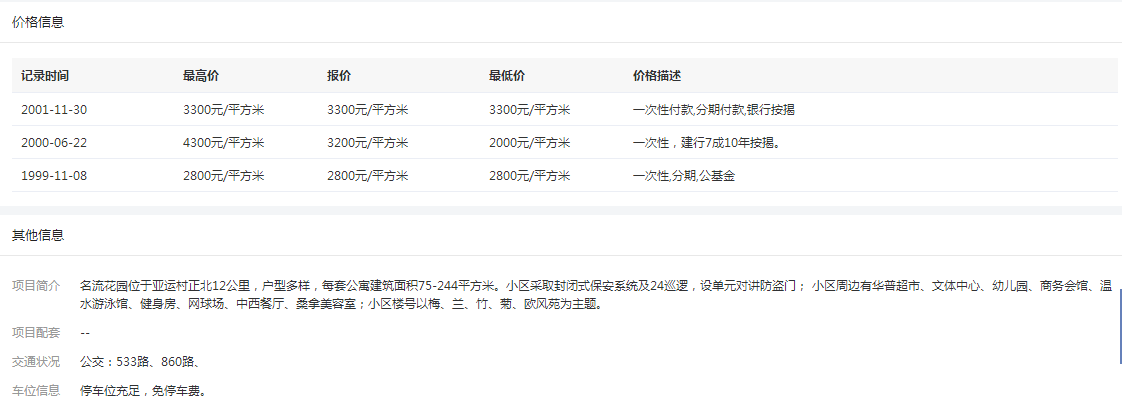 价格信息
记录时间 最高价 报价 最低价 价格描述
2001-11-30 3300元/平方米 3300元/平方米 3300元/平方米 一次性付款,分期付款,银行按揭
2000-06-22 4300元/平方米 3200元/平方米 2000元/平方米 一次性，建行7成10年按揭。
1999-11-08 2800元/平方米 2800元/平方米 2800元/平方米 一次性,分期,公基金
其他信息
项目简介 名流花园位于亚运村正北12公里，户型多样，每套公寓建筑面积75-244平方米。小区采取封闭式保安系统及24巡逻，设单元对讲防盗门； 小区周边有华普超市、文体中心、幼儿园、商务会馆、温
水游泳馆、健身房、网球场、中西餐厅、桑拿美容室；小区楼号以梅、兰、竹、菊、欧风苑为主题。
项目配套 --
交通状况 公交：533路、860路、
车位信息 停车位充足，免停车费。